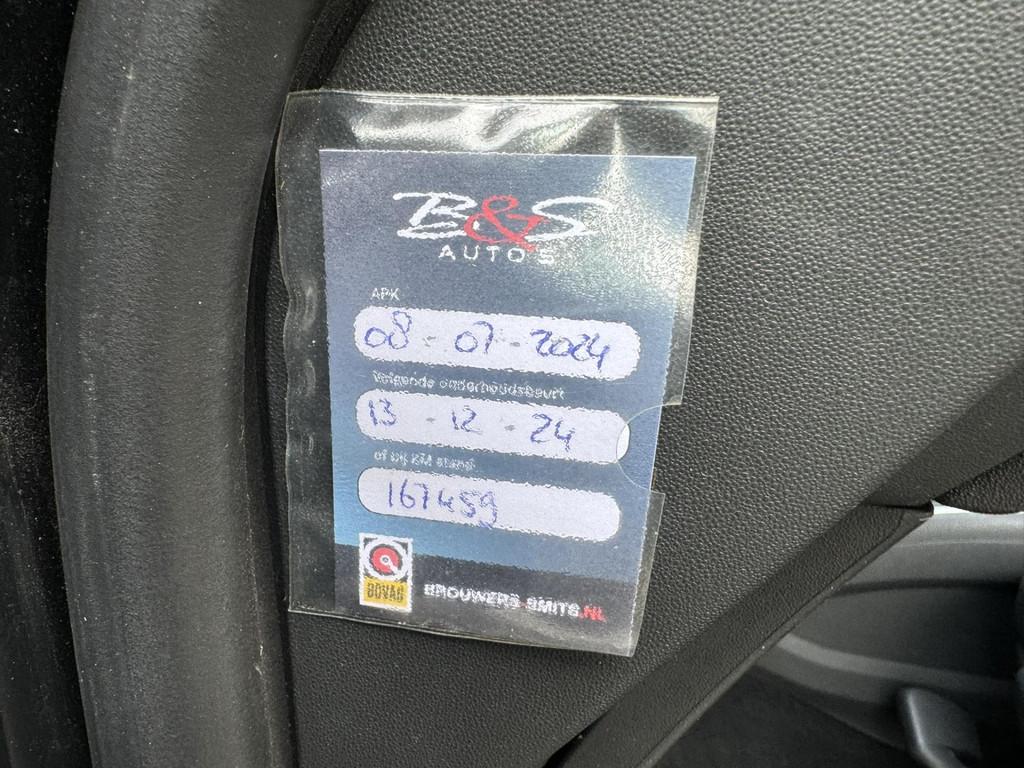 B&S
AUTO'S
APK
08-07-2024
Volgende onderhoudsbeurt
13-12-24
of bij KM stand
167459
BOVAG
BROUWERS-SMITS.NL